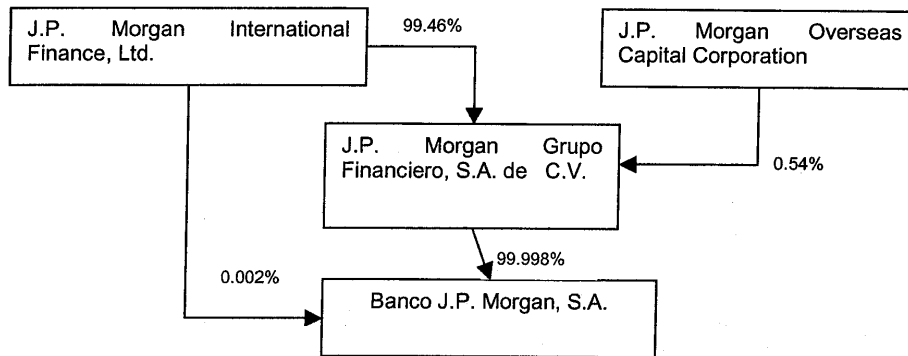 J.P. Morgan International
Finance, Ltd.
99.46%
J.P. Morgan Overseas
Capital Corporation
J.P. Morgan Grupo
Financiero, S.A. de C.V.
0.54%
99.998%
0.002%
Banco J.P. Morgan, S.A.